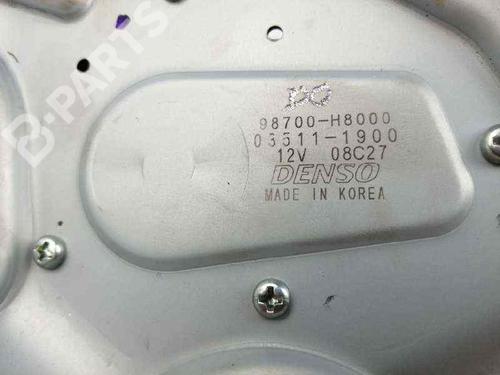 B-PARTS
98700-H8000
03511-1900
12V 08C27
DENSO
MADE IN KOREA